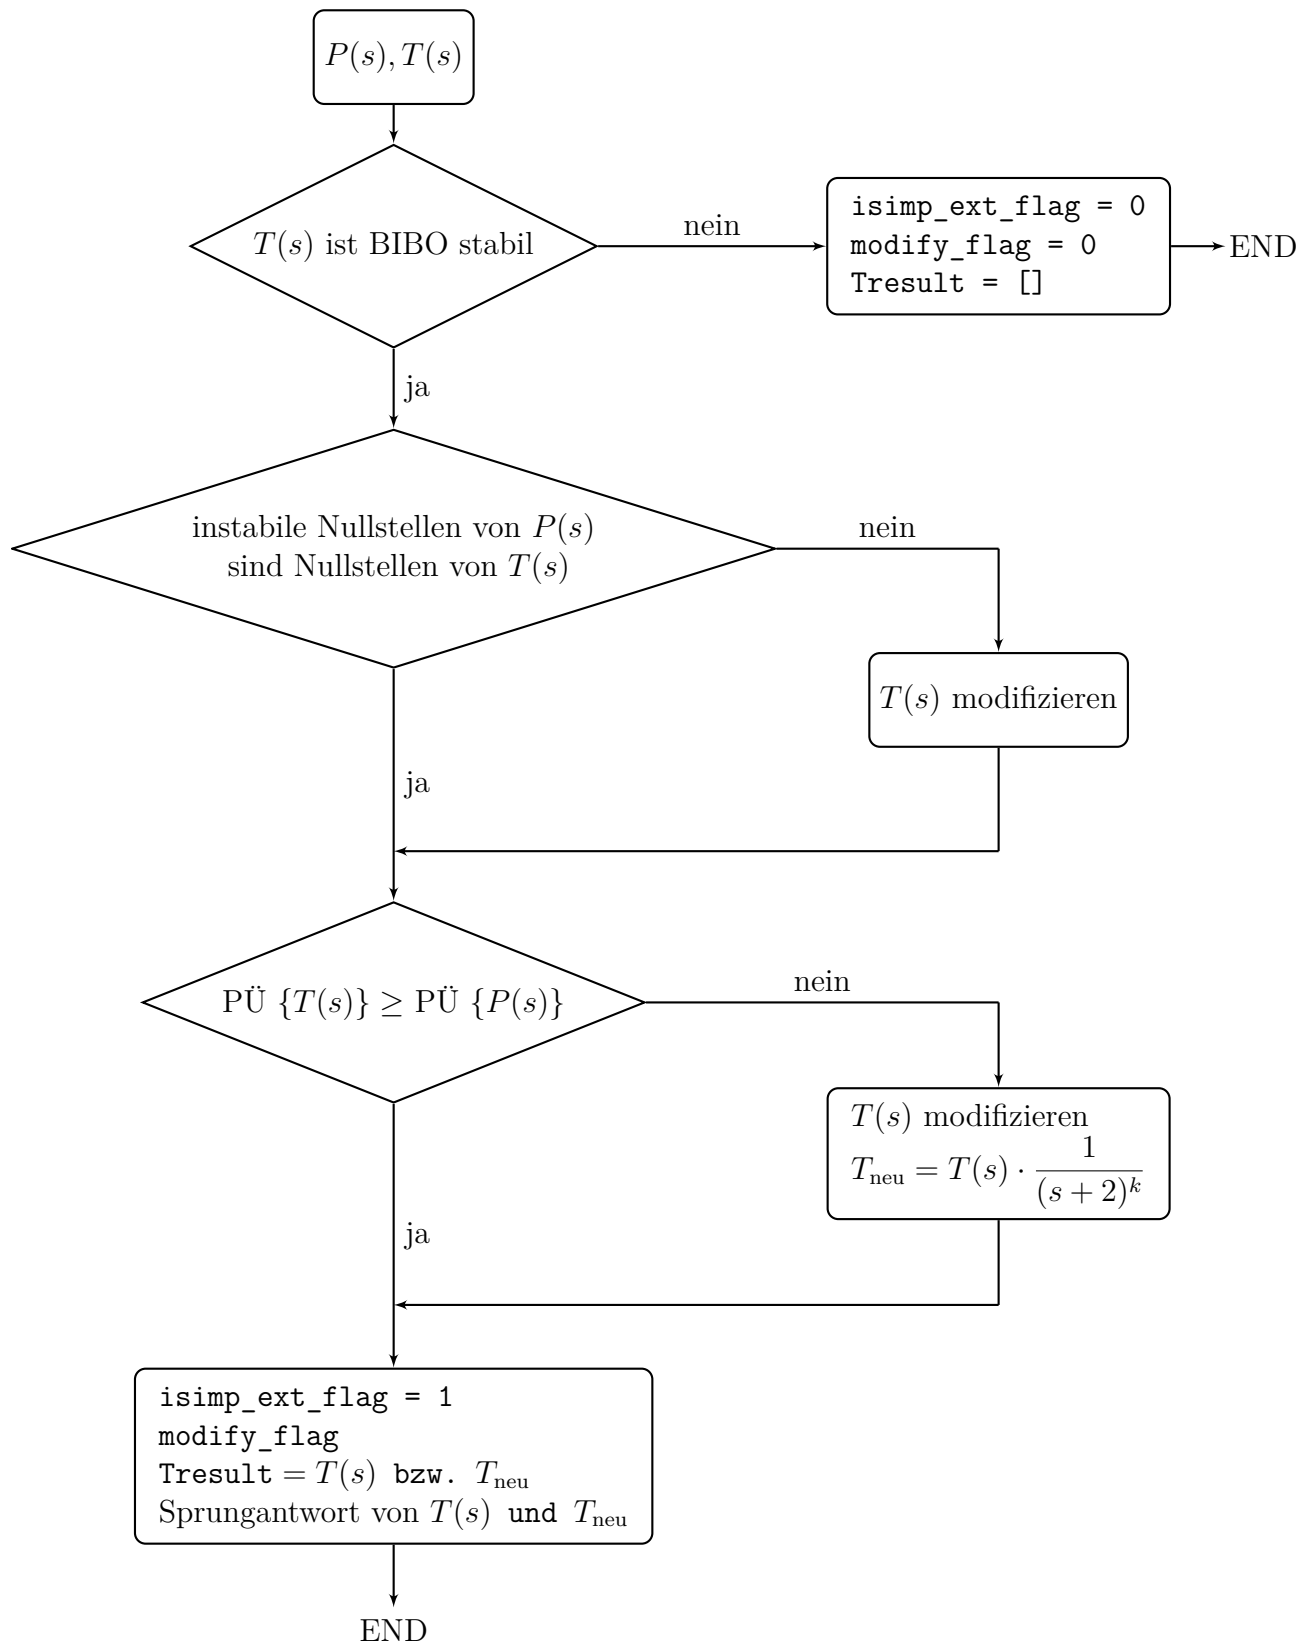 P(s), T(s)
T(s) ist BIBO stabil
nein
isimp_ext_flag = 0
modify_flag = 0
Tresult = []
END
ja
instabile Nullstellen von P(s)
sind Nullstellen von T(s)
nein
T(s) modifizieren
ja
PÜ {T(s)} ≥ PÜ {P(s)}
nein
T(s) modifizieren
T_neu = T(s) · 1/(s + 2)^k
ja
isimp_ext_flag = 1
modify_flag
Tresult = T(s) bzw. T_neu
Sprungantwort von T(s) und T_neu
END